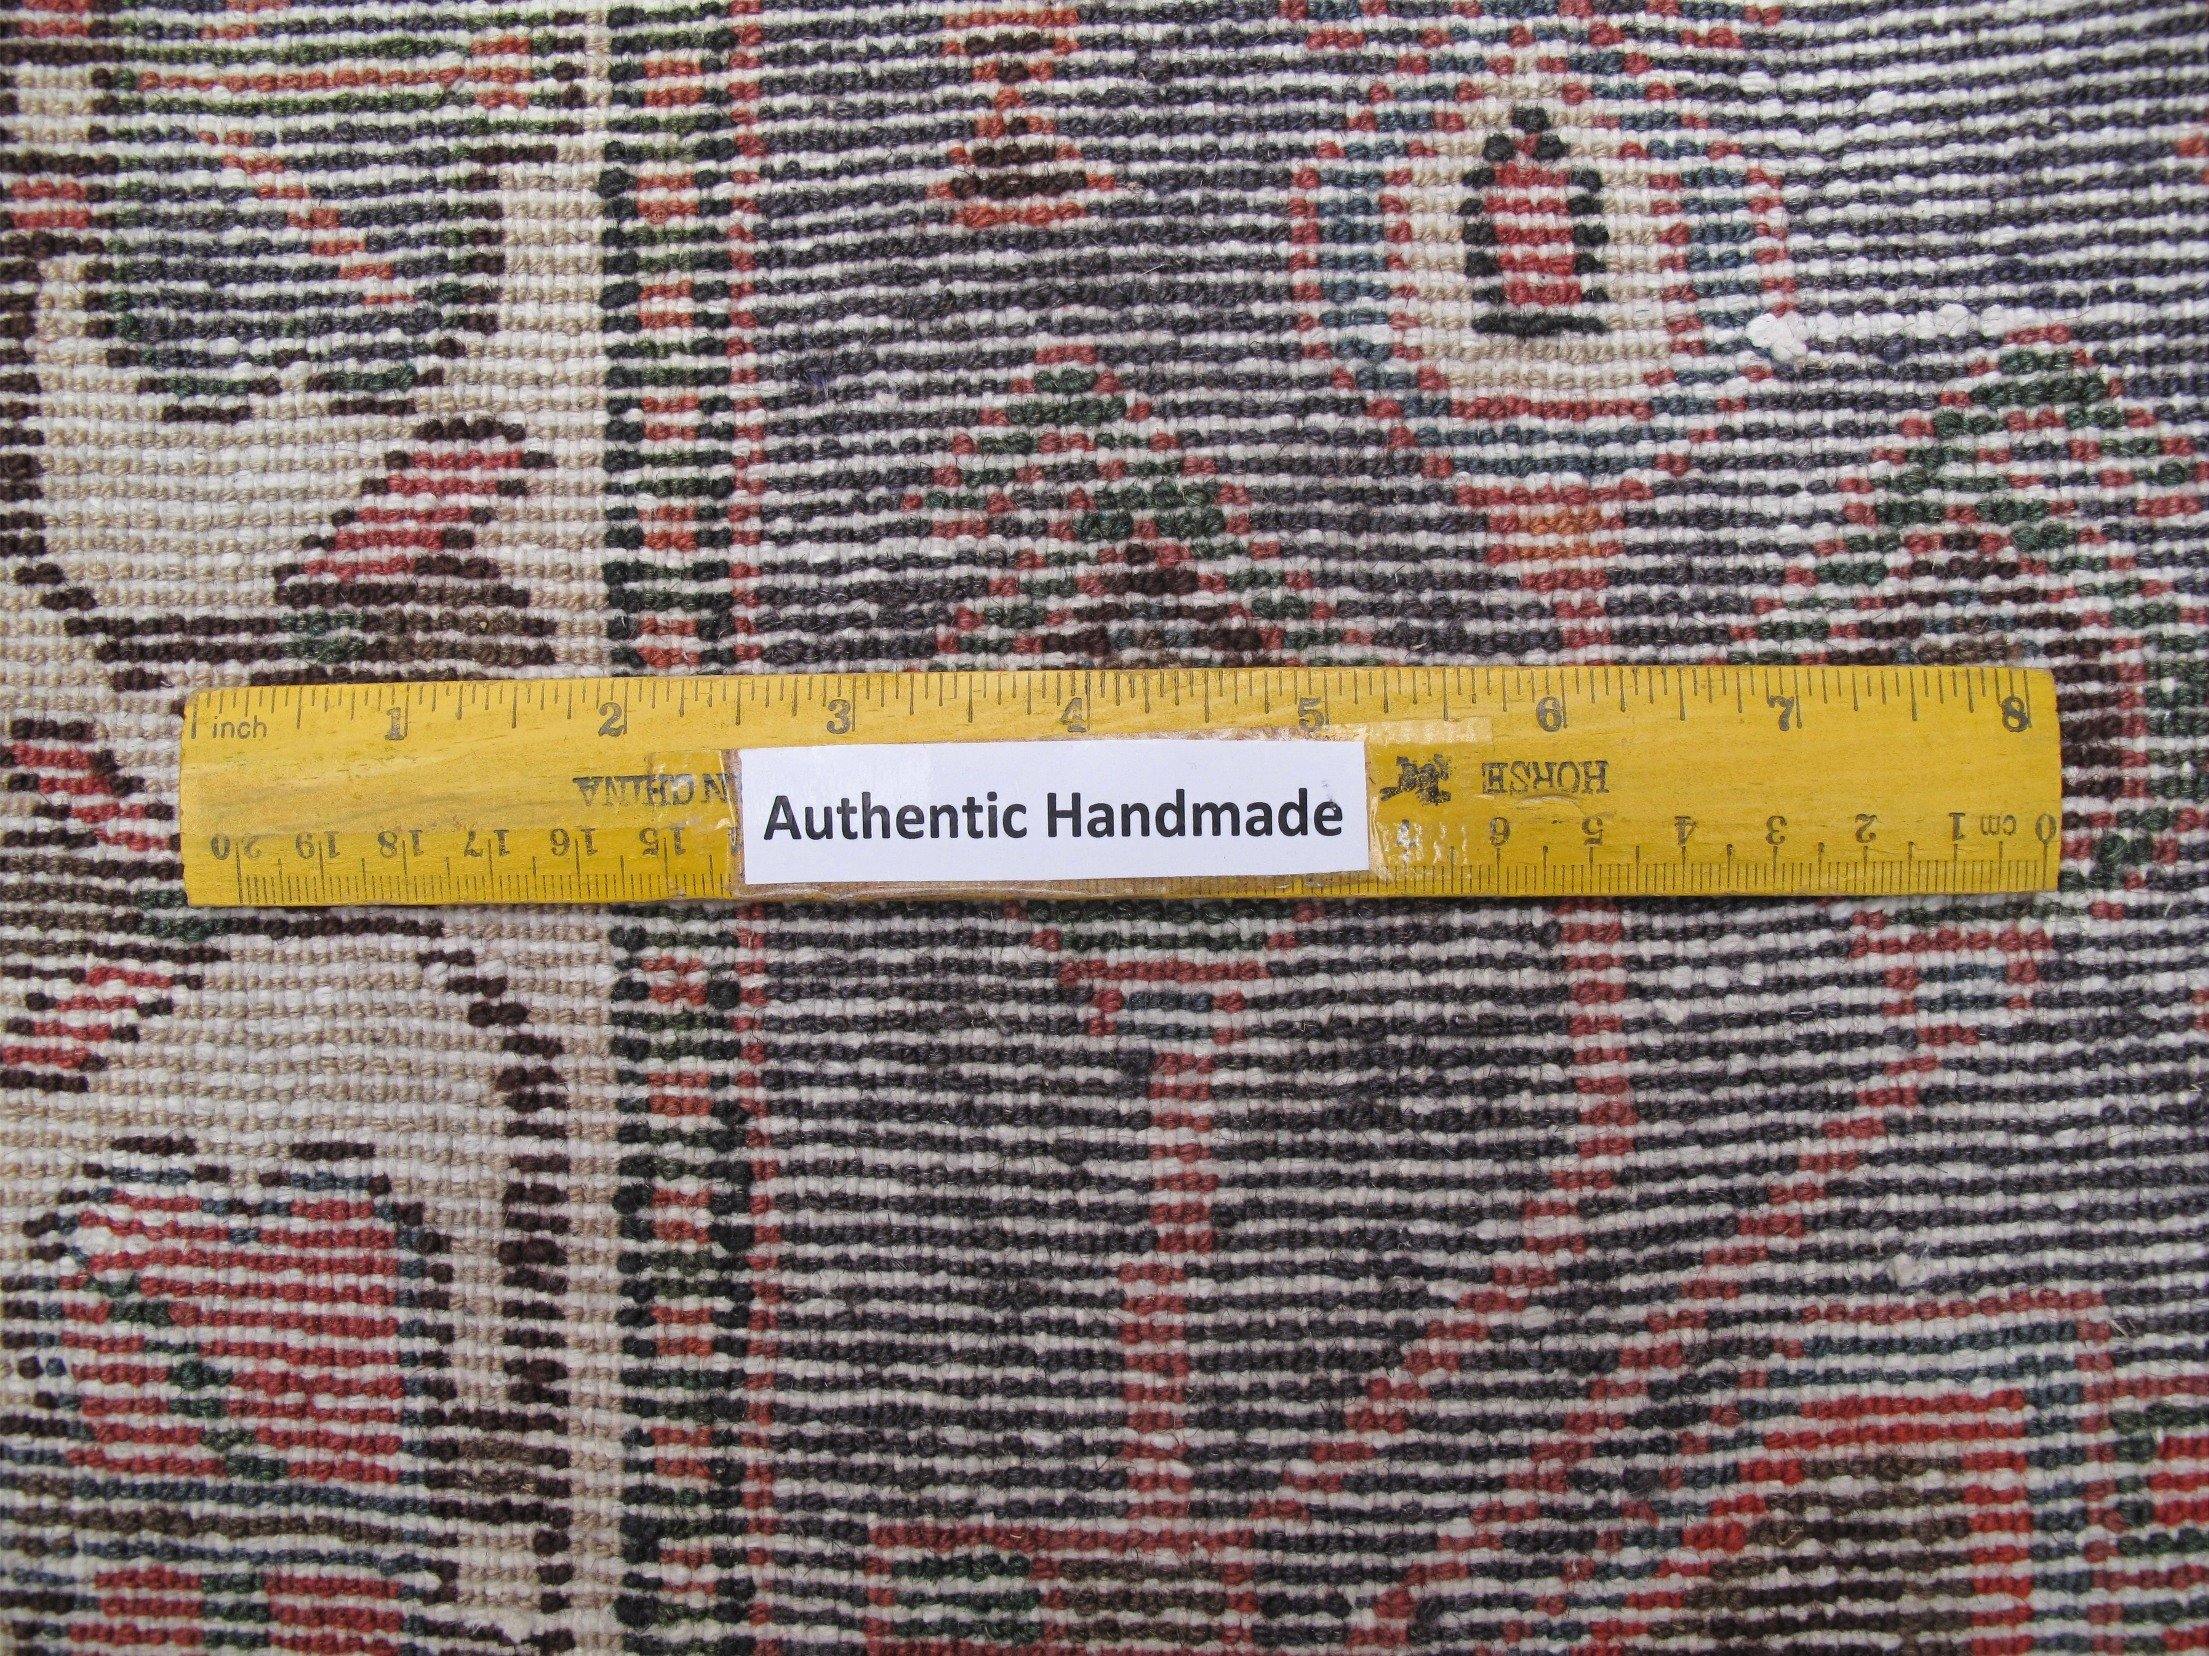 inch 1 2 3 4 5 6 7 8
Authentic Handmade
HORSE
N CHINA
0 cm 1 2 3 4 5 6 15 16 17 18 19 20